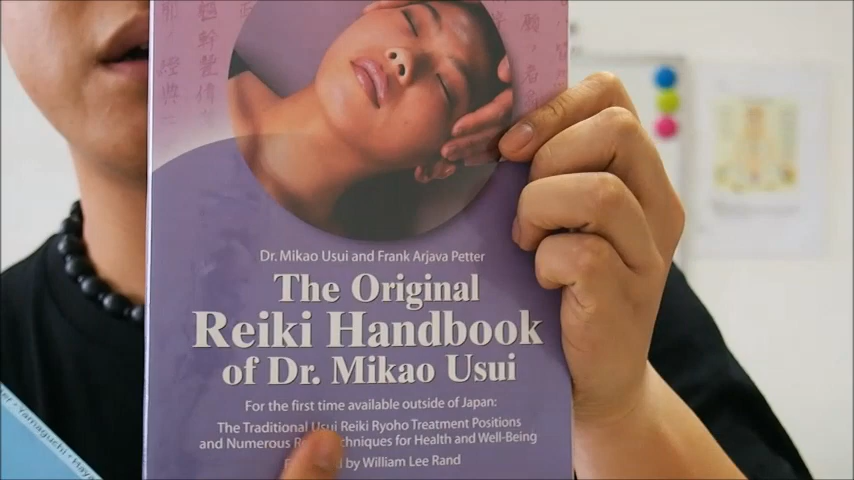 Dr. Mikao Usui and Frank Arjava Petter
The Original
Reiki Handbook
of Dr. Mikao Usui
For the first time available outside of Japan:
The Traditional Usui Reiki Ryoho Treatment Positions
and Numerous Techniques for Health and Well-Being
by William Lee Rand
Yamaguchi